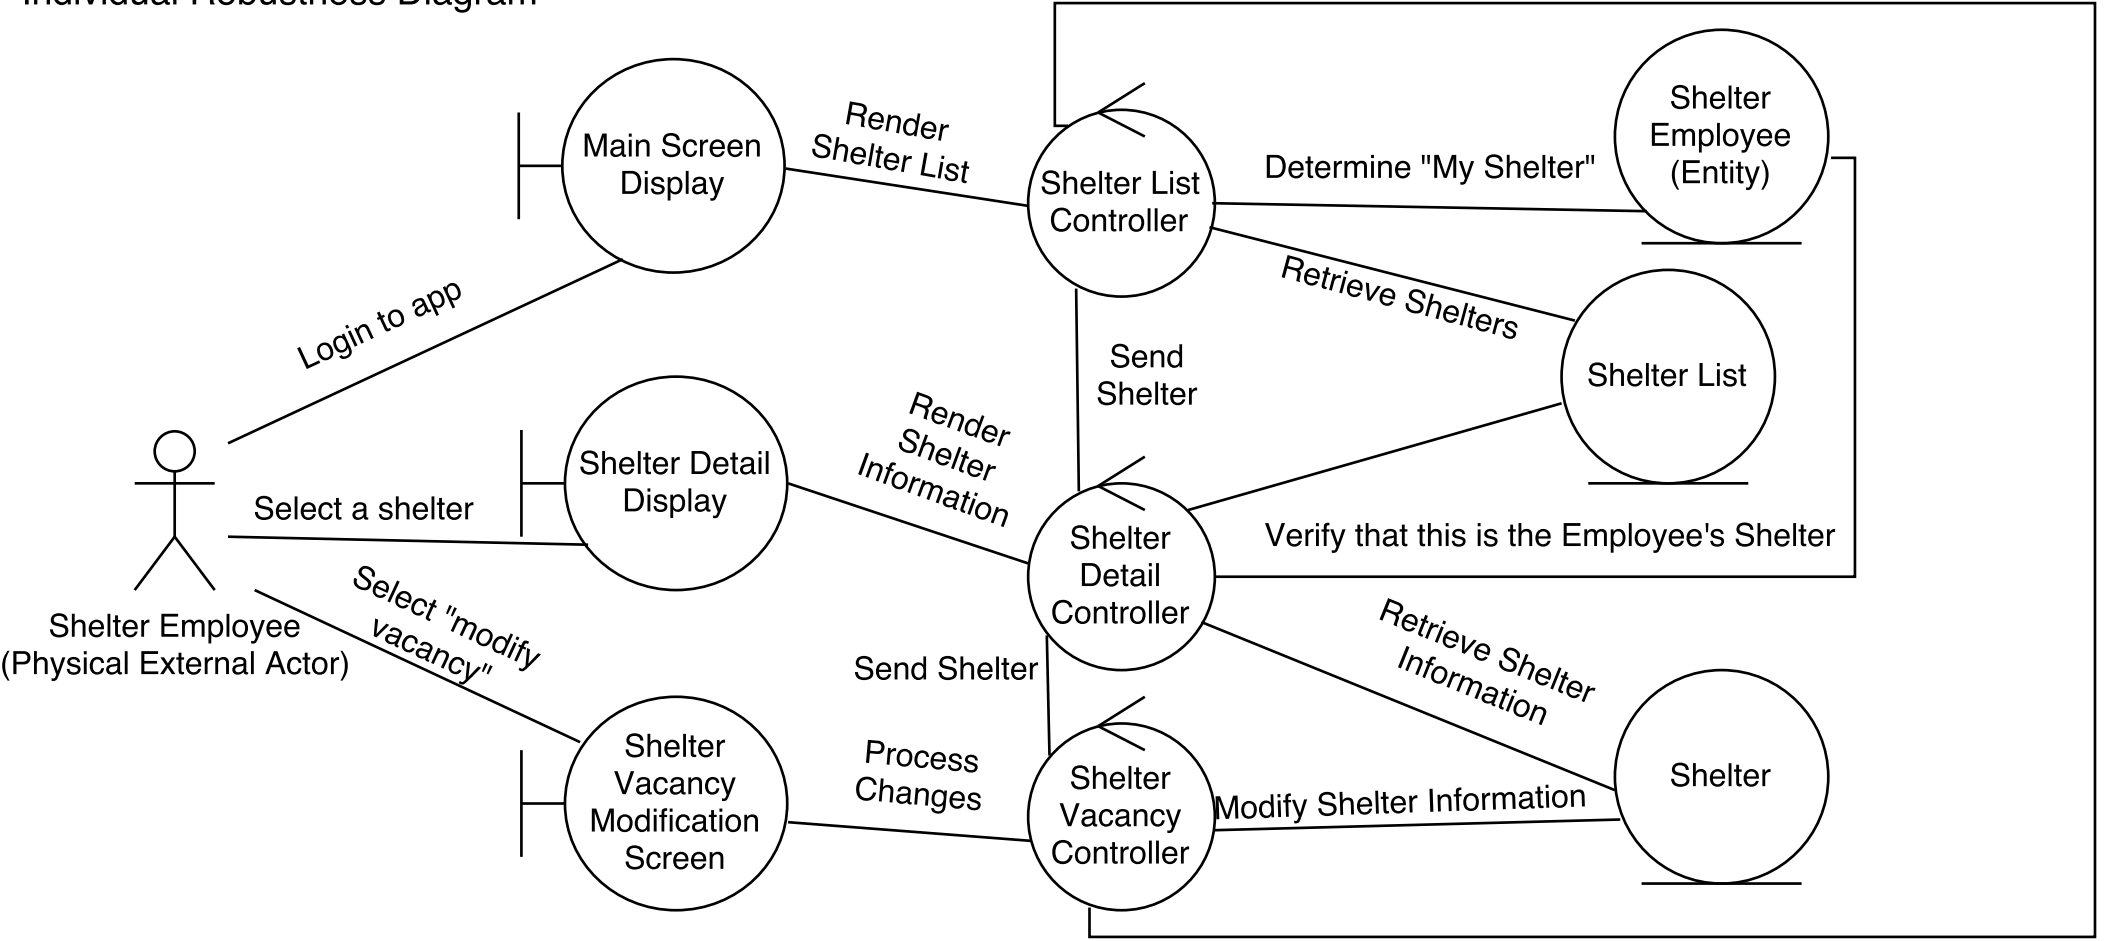 Individual Robustness Diagram
Main Screen
Display
Render
Shelter List
Shelter List
Controller
Determine "My Shelter"
Shelter
Employee
(Entity)
Login to app
Retrieve Shelters
Send
Shelter
Shelter List
Select a shelter
Shelter Detail
Display
Render
Shelter
Information
Shelter
Detail
Controller
Verify that this is the Employee's Shelter
Shelter Employee
(Physical External Actor)
Select "modify
vacancy"
Send Shelter
Retrieve Shelter
Information
Shelter
Vacancy
Modification
Screen
Process
Changes
Shelter
Vacancy
Controller
Modify Shelter Information
Shelter